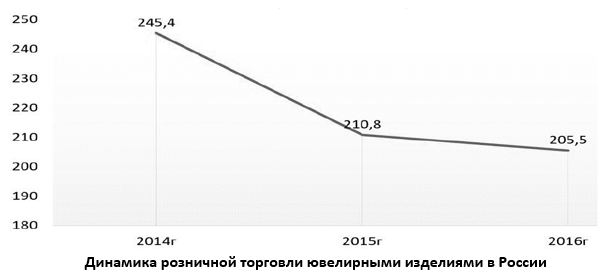 250
245,4
240
230
220
210
210,8
205,5
200
190
180
2014г
2015г
2016г
Динамика розничной торговли ювелирными изделиями в России